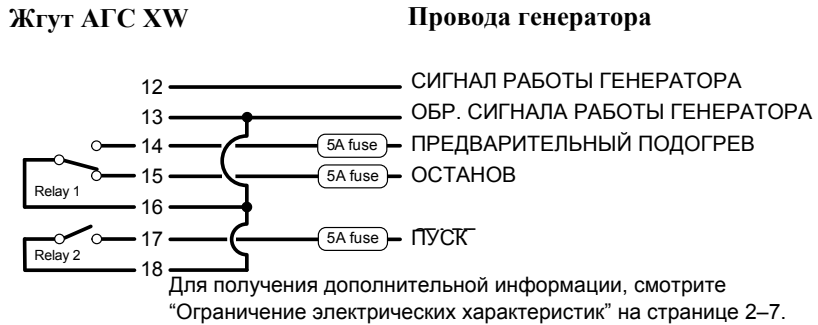 Жгут АГС XW Провода генератора
12 СИГНАЛ РАБОТЫ ГЕНЕРАТОРА
13 ОБР. СИГНАЛА РАБОТЫ ГЕНЕРАТОРА
14 5A fuse ПРЕДВАРИТЕЛЬНЫЙ ПОДОГРЕВ
15 5A fuse ОСТАНОВ
Relay 1
16
17 5A fuse ПУСК
Relay 2
18
Для получения дополнительной информации, смотрите
“Ограничение электрических характеристик” на странице 2–7.